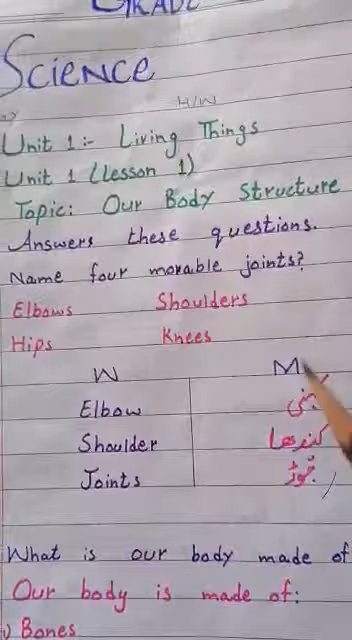 GRADE
Science
H/W
Unit 1:- Living Things
Unit 1 (lesson 1)
Topic: Our Body Structure
Answers these questions.
Name four movable joints?
Elbows Shoulders
Hips Knees
W M
Elbow
Shoulder کندھا
Joints جوڑ
What is our body made of
Our body is made of:
i) Bones